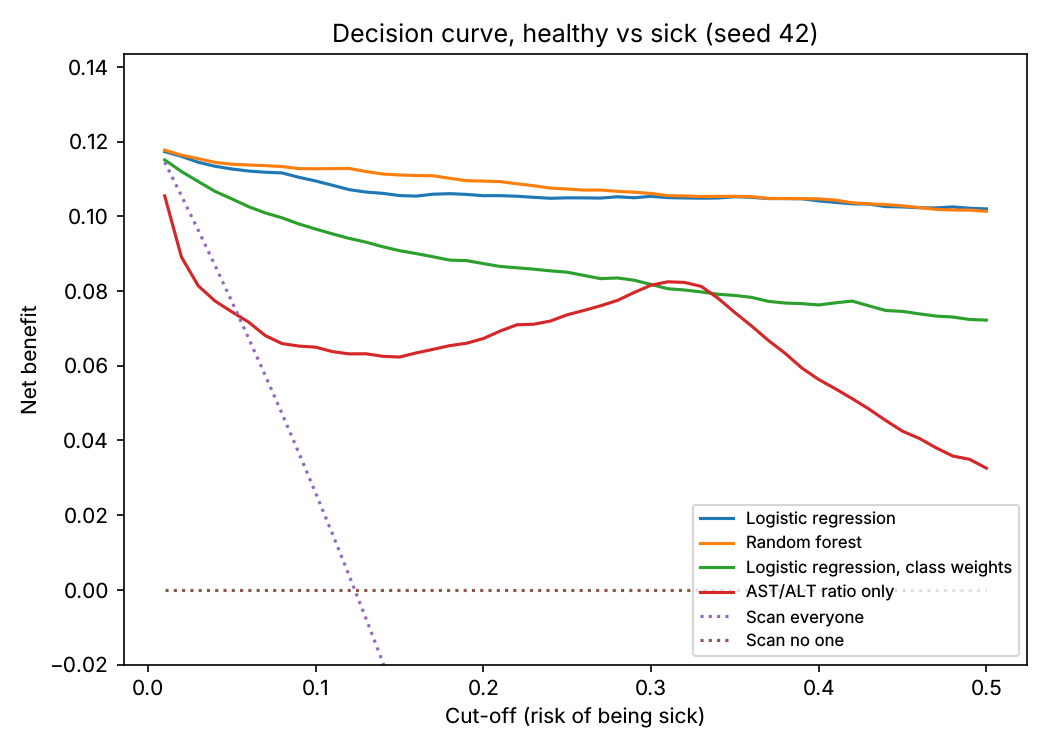 Decision curve, healthy vs sick (seed 42)
0.14
0.12
0.10
0.08
0.06
0.04
0.02
0.00
−0.02
Net benefit
Logistic regression
Random forest
Logistic regression, class weights
AST/ALT ratio only
Scan everyone
Scan no one
0.0 0.1 0.2 0.3 0.4 0.5
Cut-off (risk of being sick)